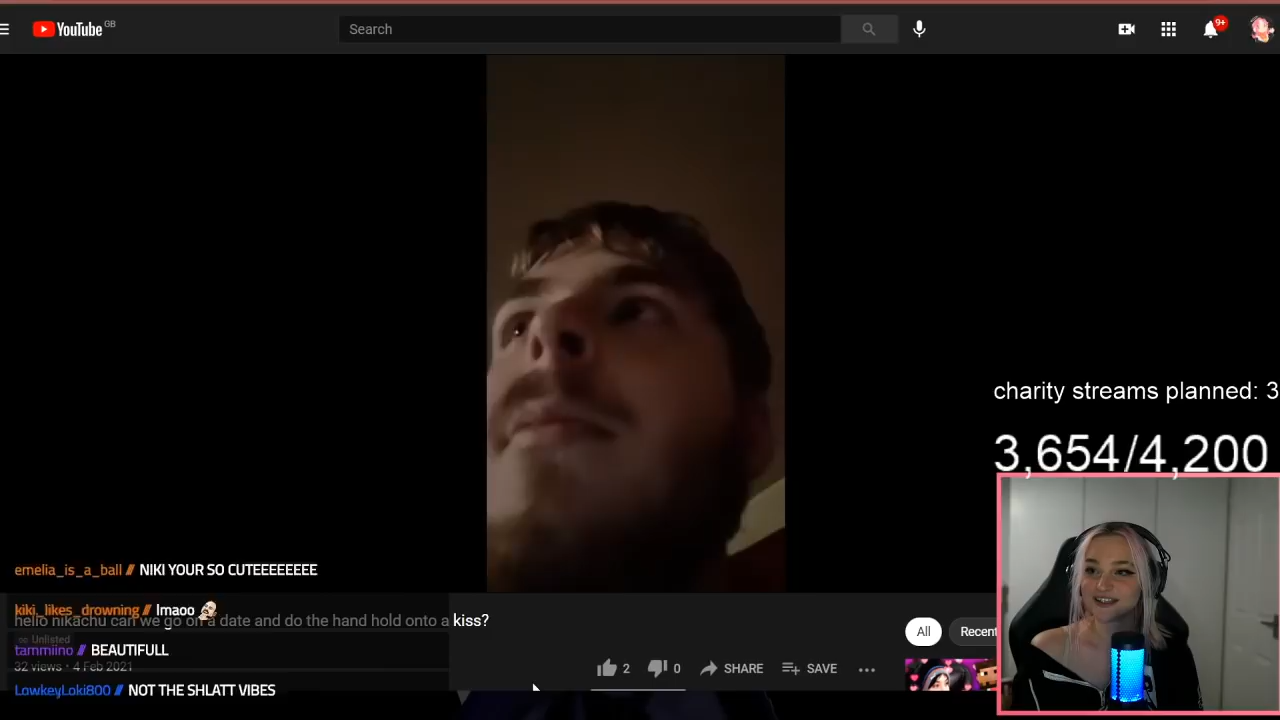 YouTube GB
Search
9+
charity streams planned: 3
3,654/4,200
emelia_is_a_ball // NIKI YOUR SO CUTEEEEEEEE
kiki_likes_drowning // lmaoo
hello nikachu can we go on a date and do the hand hold onto a kiss?
Unlisted
tammiino // BEAUTIFULL
32 views • 4 Feb 2021
LowkeyLoki800 // NOT THE SHLATT VIBES
2
0
SHARE
SAVE
All
Recent